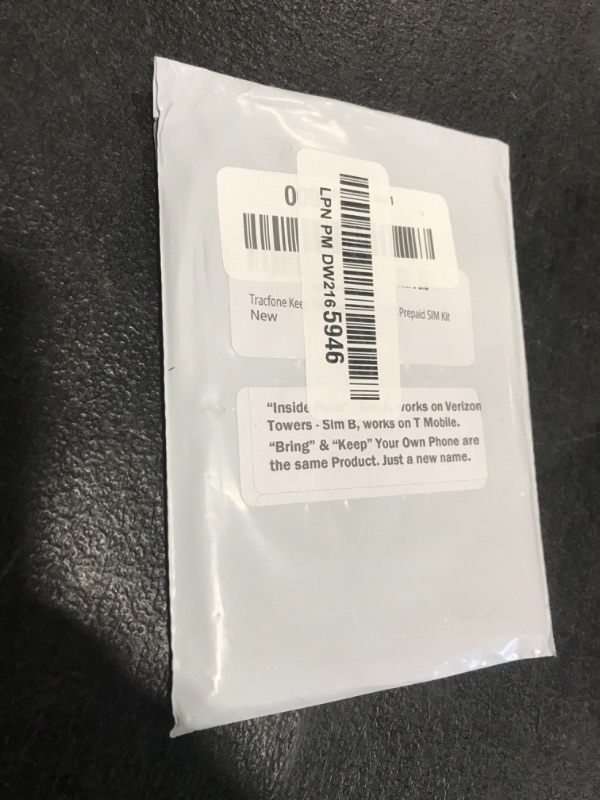 00
LPN PM DW2165946
Tracfone Kee
Prepaid SIM Kit
New
“Inside
works on Verizon
Towers - Sim B, works on T Mobile.
“Bring” & “Keep” Your Own Phone are
the same Product. Just a new name.